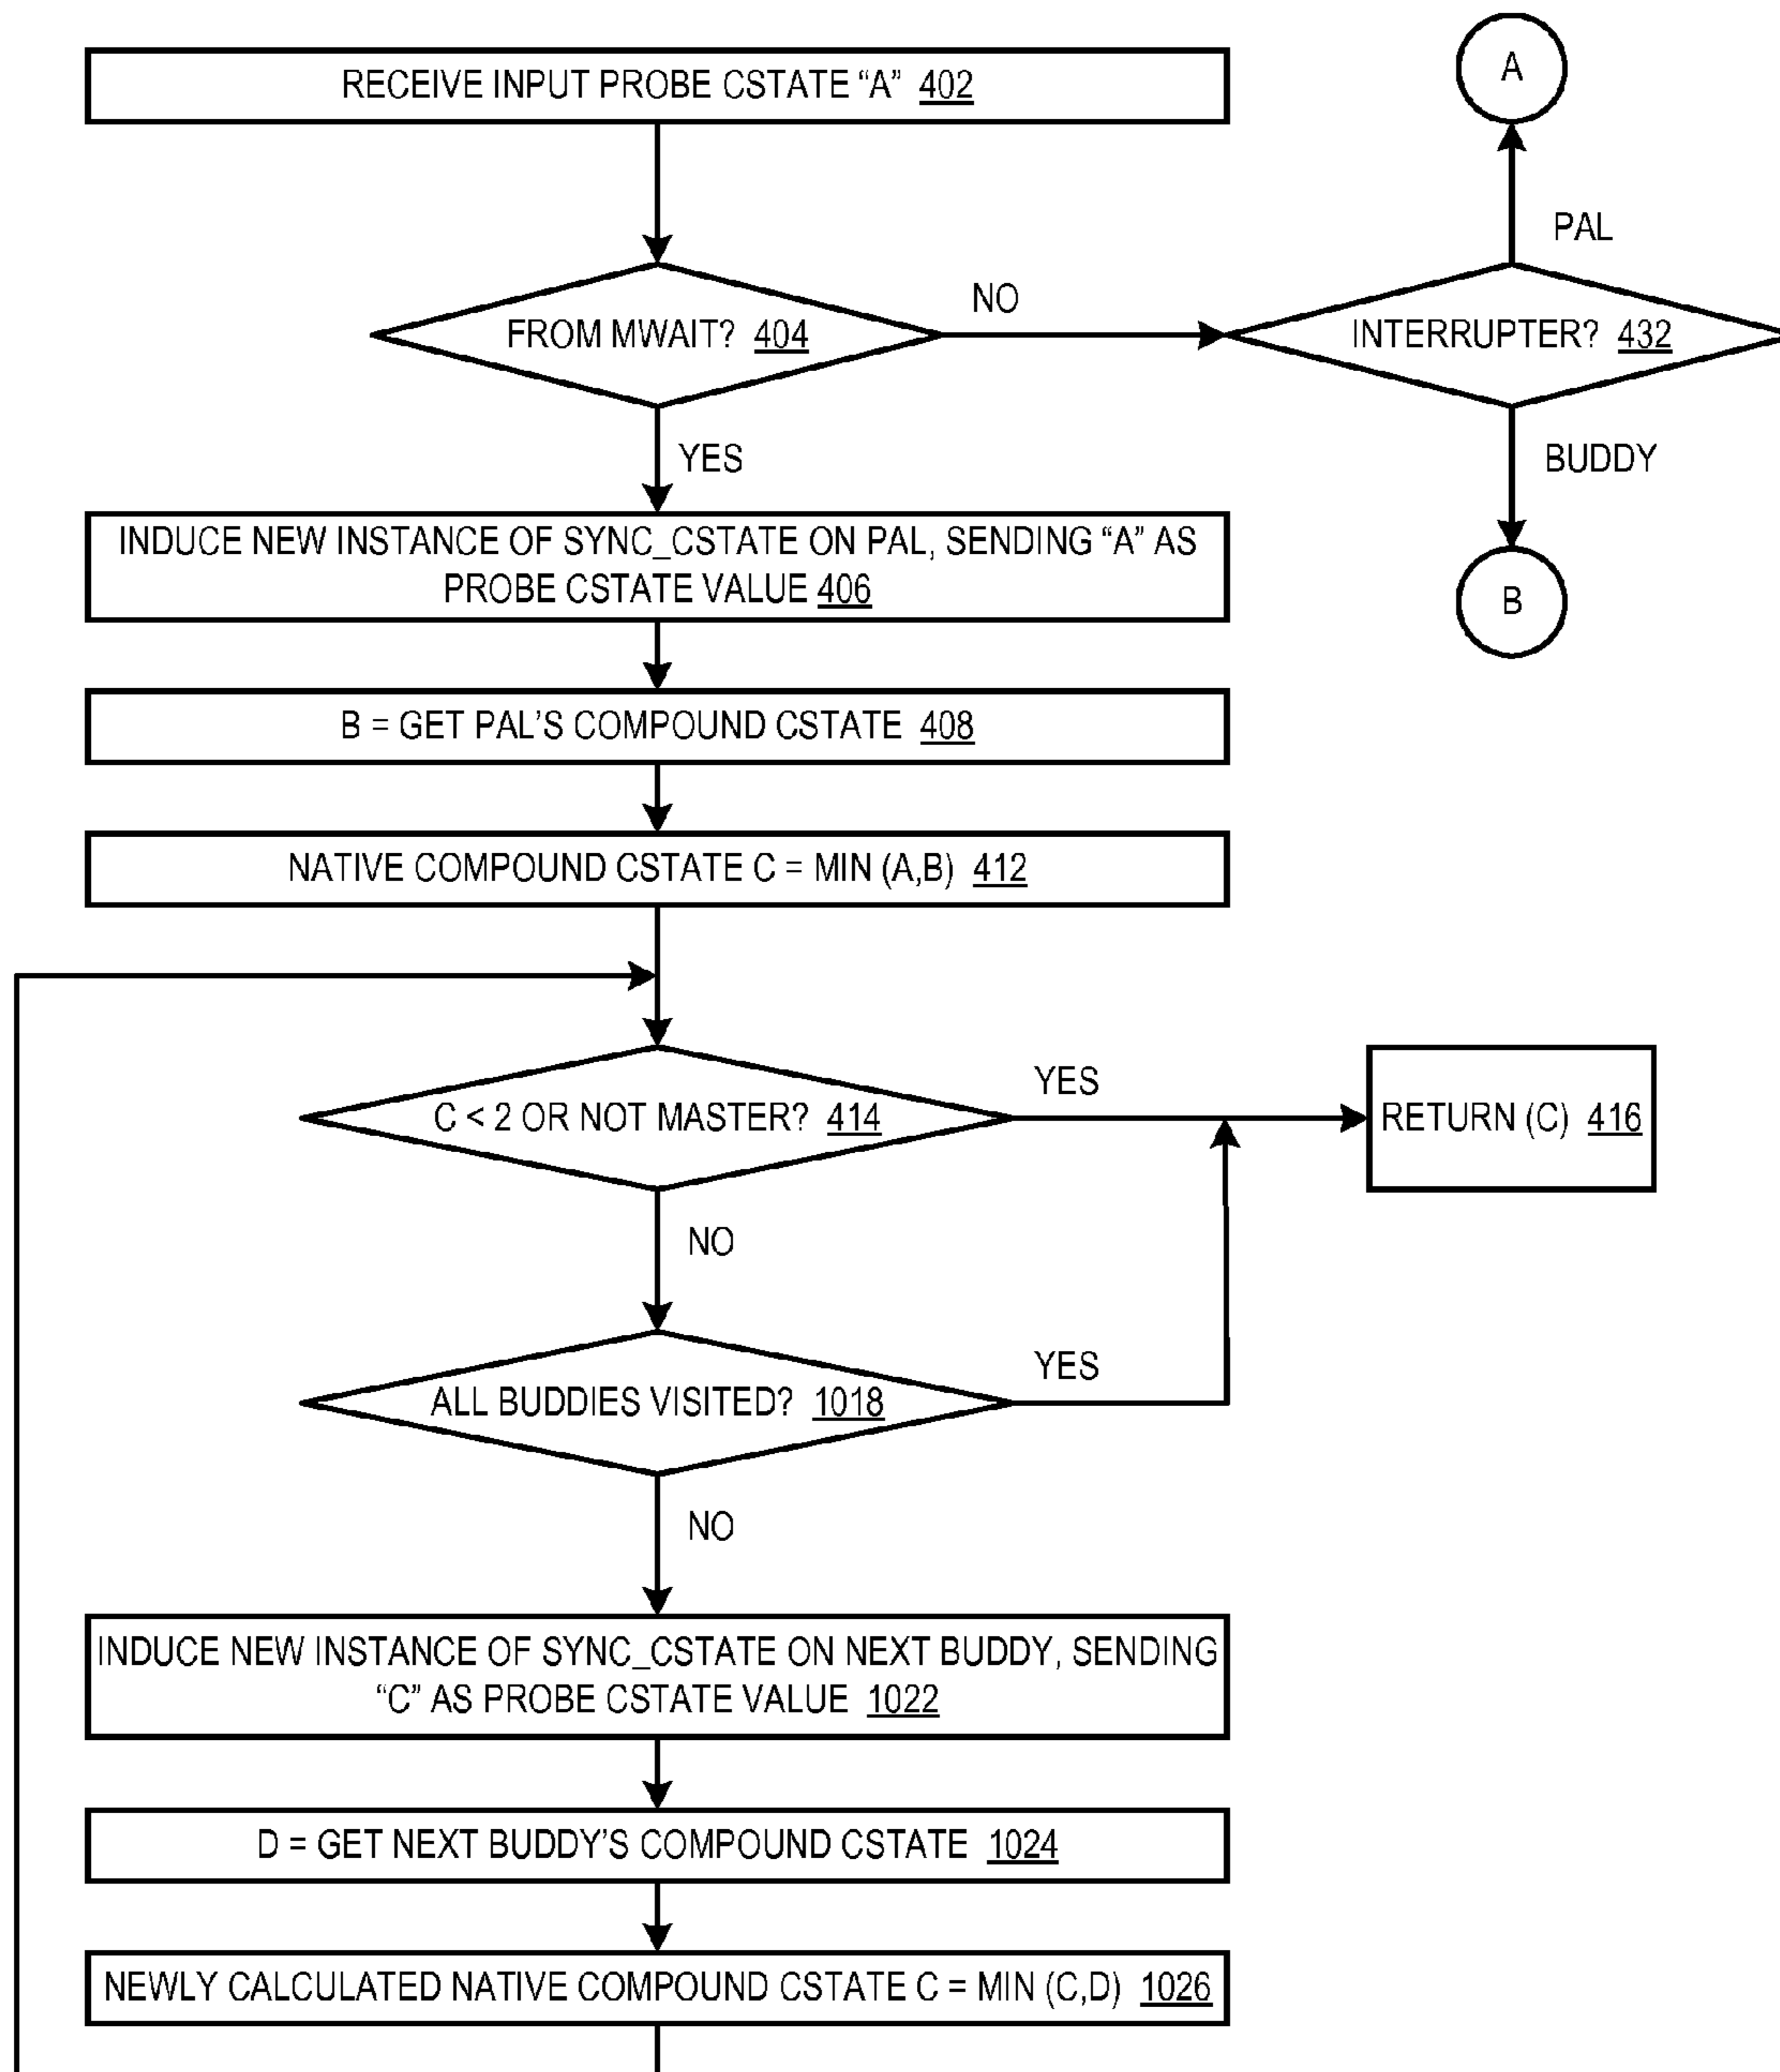 RECEIVE INPUT PROBE CSTATE “A” 402
A
PAL
NO
FROM MWAIT? 404
INTERRUPTER? 432
YES
BUDDY
INDUCE NEW INSTANCE OF SYNC_CSTATE ON PAL, SENDING “A” AS
PROBE CSTATE VALUE 406
B
B = GET PAL’S COMPOUND CSTATE 408
NATIVE COMPOUND CSTATE C = MIN (A,B) 412
YES
C < 2 OR NOT MASTER? 414
RETURN (C) 416
NO
YES
ALL BUDDIES VISITED? 1018
NO
INDUCE NEW INSTANCE OF SYNC_CSTATE ON NEXT BUDDY, SENDING
“C” AS PROBE CSTATE VALUE 1022
D = GET NEXT BUDDY’S COMPOUND CSTATE 1024
NEWLY CALCULATED NATIVE COMPOUND CSTATE C = MIN (C,D) 1026